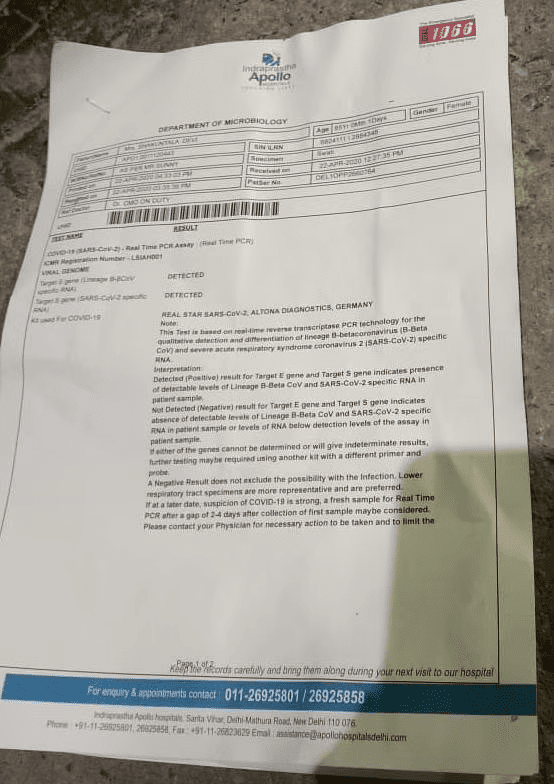 1066
Indraprastha
Apollo
HOSPITALS
DEPARTMENT OF MICROBIOLOGY
Age 85Yr 0Mth 1Days Gender Female
Mrs. SHAKUNTALA DEVI SIN\LRN
APD1.0011120443 Specimen Swab
AS PER MR SUNNY Received on 22-APR-2020 12:27:35 PM
22-APR-2020 04:33:03 PM PatSer No. DEL1OPP2660764
22-APR-2020 03:35:36 PM
Ref Doctor Dr. CMO ON DUTY
TEST NAME RESULT
COVID-19 (SARS-CoV-2) - Real Time PCR Assay : (Real Time PCR)
ICMR Registration Number - LSIAH001
VIRAL GENOME
Target E gene (Lineage B-BCoV DETECTED
specific RNA)
Target S gene (SARS-CoV-2 specific DETECTED
RNA)
Kit used For COVID-19 REAL STAR SARS-CoV-2, ALTONA DIAGNOSTICS, GERMANY
Note:
This Test is based on real-time reverse transcriptase PCR technology for the
qualitative detection and differentiation of lineage B-betacoronavirus (B-Beta
CoV) and severe acute respiratory syndrome coronavirus 2 (SARS-CoV-2) specific
RNA.
Interpretation:
Detected (Positive) result for Target E gene and Target S gene indicates presence
of detectable levels of Lineage B-Beta CoV and SARS-CoV-2 specific RNA in
patient sample.
Not Detected (Negative) result for Target E gene and Target S gene indicates
absence of detectable levels of Lineage B-Beta CoV and SARS-CoV-2 specific
RNA in patient sample or levels of RNA below detection levels of the assay in
patient sample.
If either of the genes cannot be determined or will give indeterminate results,
further testing maybe required using another kit with a different primer and
probe.
A Negative Result does not exclude the possibility with the Infection. Lower
respiratory tract specimens are more representative and are preferred.
If at a later date, suspicion of COVID-19 is strong, a fresh sample for Real Time
PCR after a gap of 2-4 days after collection of first sample maybe considered.
Please contact your Physician for necessary action to be taken and to limit the
Page 1 of 2
Keep the records carefully and bring them along during your next visit to our hospital
For enquiry & appointments contact : 011-26925801 / 26925858
Indraprastha Apollo hospitals, Sarita Vihar, Delhi-Mathura Road, New Delhi 110 076.
Phone : +91-11-26925801, 26925858, Fax : +91-11-26823629 Email : assistance@apollohospitalsdelhi.com